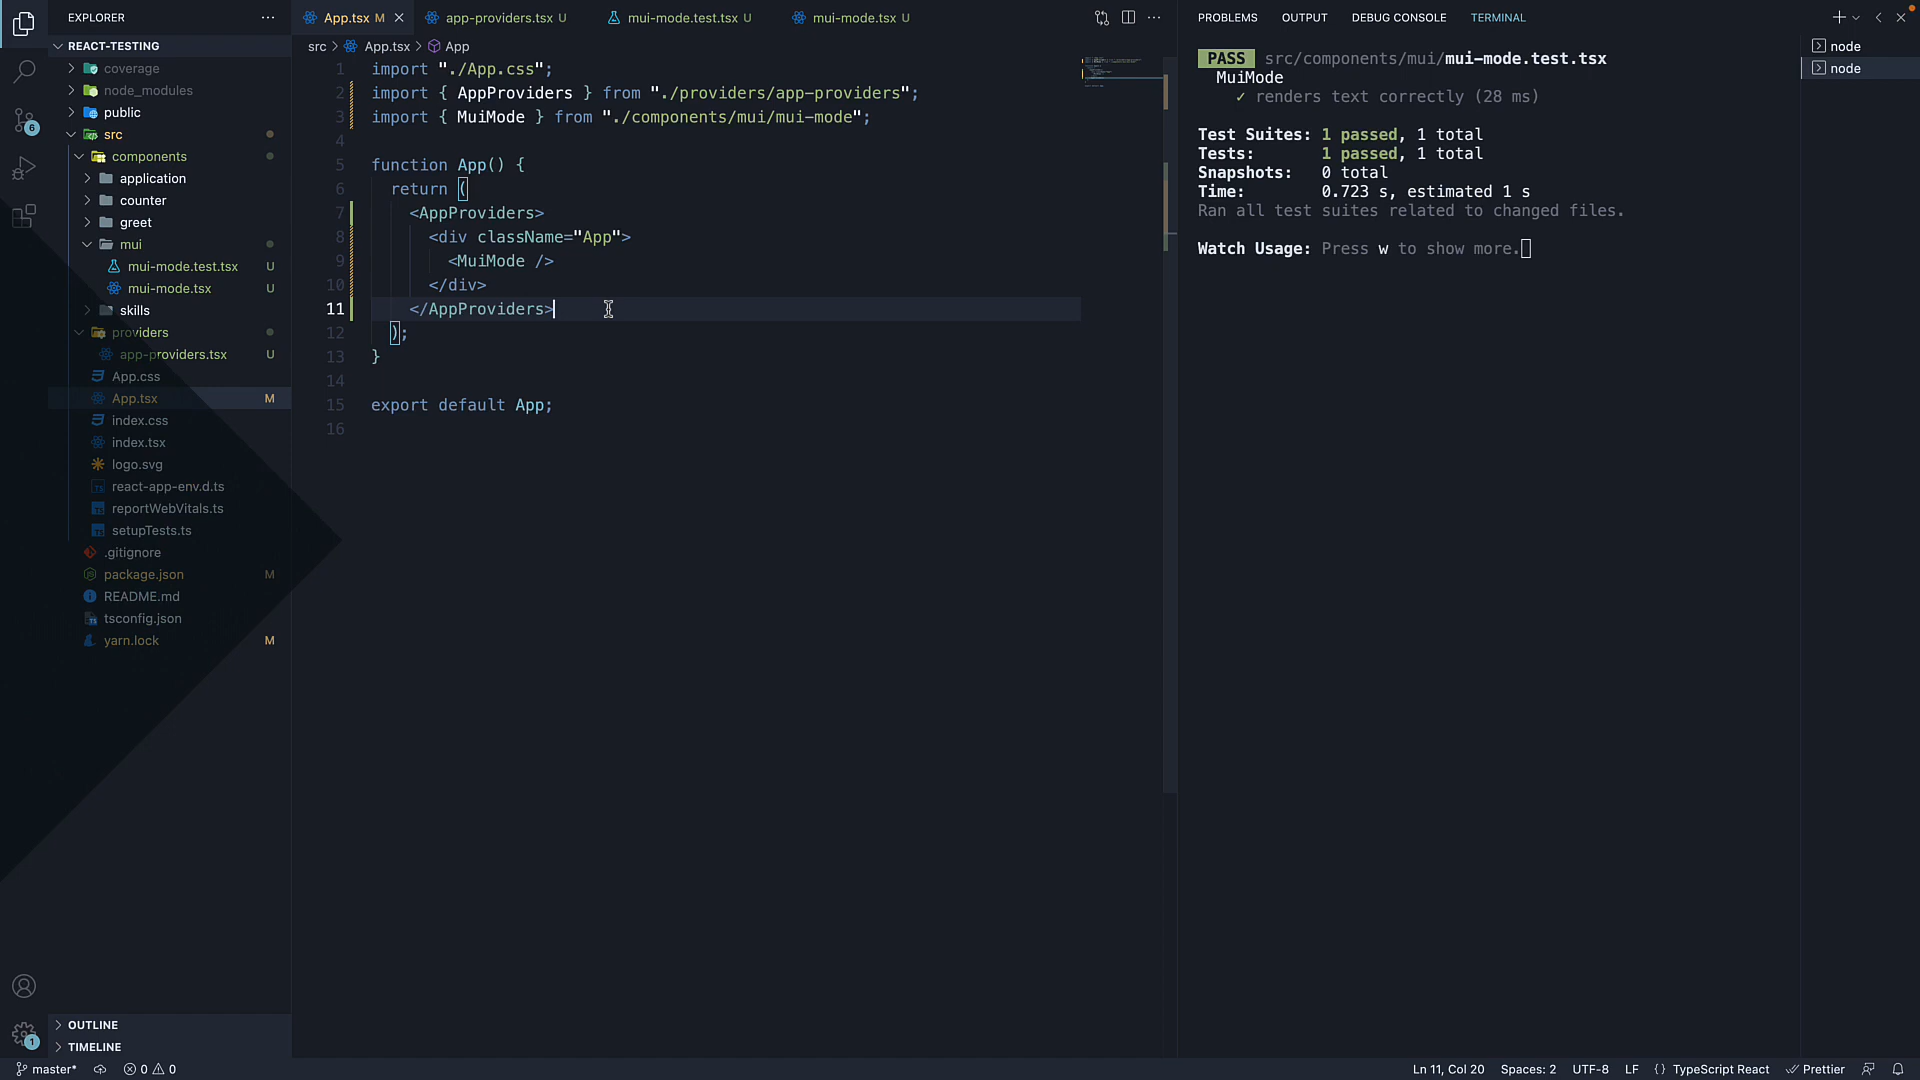 EXPLORER
REACT-TESTING
coverage
node_modules
public
src
components
application
counter
greet
mui
mui-mode.test.tsx U
mui-mode.tsx U
skills
providers
app-providers.tsx U
App.css
App.tsx M
index.css
index.tsx
logo.svg
react-app-env.d.ts
reportWebVitals.ts
setupTests.ts
.gitignore
package.json M
README.md
tsconfig.json
yarn.lock M
OUTLINE
TIMELINE
6
1
App.tsx M
app-providers.tsx U
mui-mode.test.tsx U
mui-mode.tsx U
src > App.tsx > App
1 import "./App.css";
2 import { AppProviders } from "./providers/app-providers";
3 import { MuiMode } from "./components/mui/mui-mode";
4
5 function App() {
6 return (
7 <AppProviders>
8 <div className="App">
9 <MuiMode />
10 </div>
11 </AppProviders>
12 );
13 }
14
15 export default App;
16
PROBLEMS OUTPUT DEBUG CONSOLE TERMINAL
PASS src/components/mui/mui-mode.test.tsx
MuiMode
✓ renders text correctly (28 ms)
Test Suites: 1 passed, 1 total
Tests: 1 passed, 1 total
Snapshots: 0 total
Time: 0.723 s, estimated 1 s
Ran all test suites related to changed files.
Watch Usage: Press w to show more.
node
node
master* 0 0 Ln 11, Col 20 Spaces: 2 UTF-8 LF {} TypeScript React Prettier